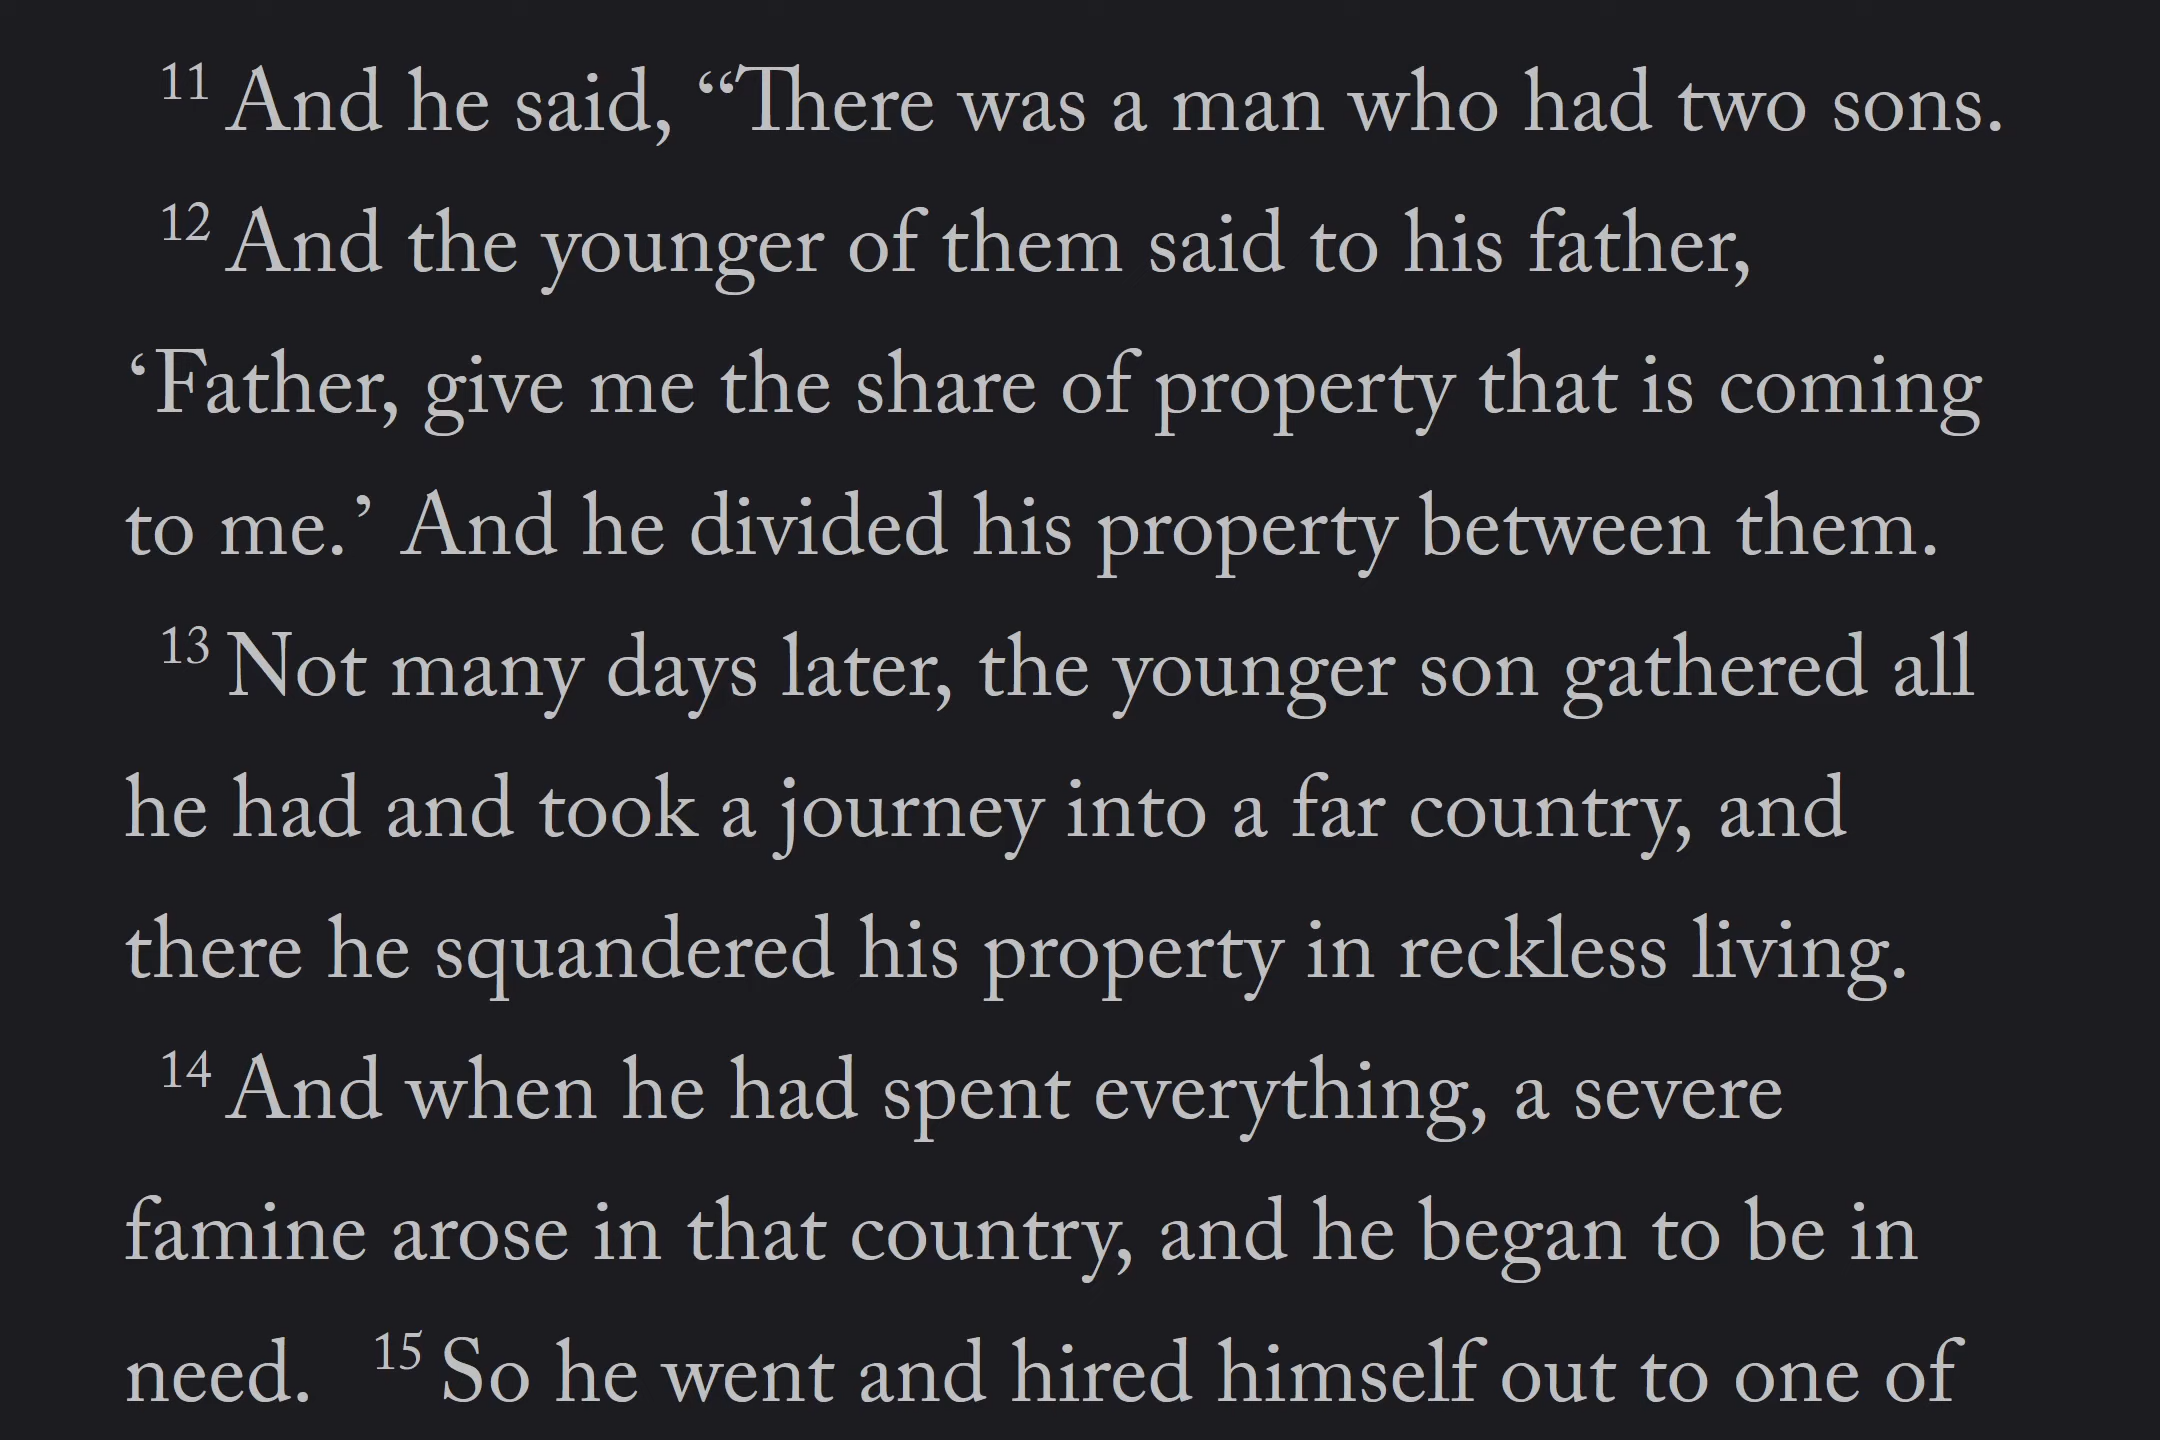 11 And he said, “There was a man who had two sons.
12 And the younger of them said to his father,
‘Father, give me the share of property that is coming
to me.’ And he divided his property between them.
13 Not many days later, the younger son gathered all
he had and took a journey into a far country, and
there he squandered his property in reckless living.
14 And when he had spent everything, a severe
famine arose in that country, and he began to be in
need. 15 So he went and hired himself out to one of